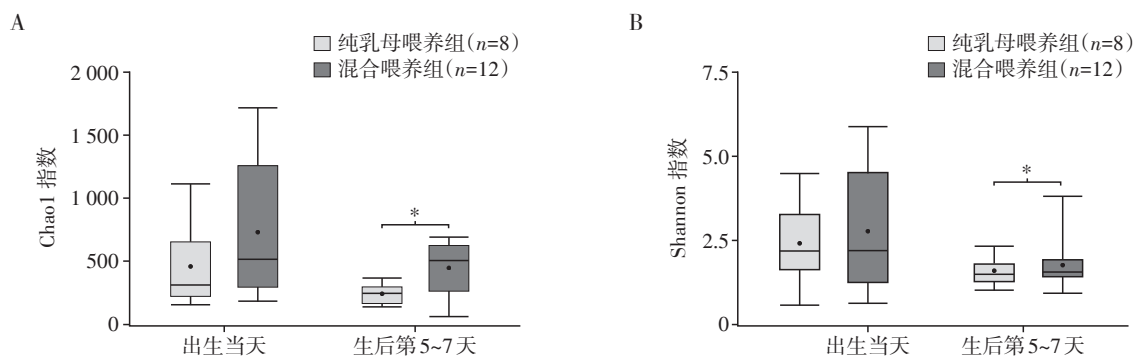 A
纯乳母喂养组(n=8)
混合喂养组(n=12)
2 000
1 500
1 000
500
0
Chao1 指数
*
出生当天
生后第5~7天
B
纯乳母喂养组(n=8)
混合喂养组(n=12)
7.5
5.0
2.5
0
Shannon 指数
*
出生当天
生后第5~7天